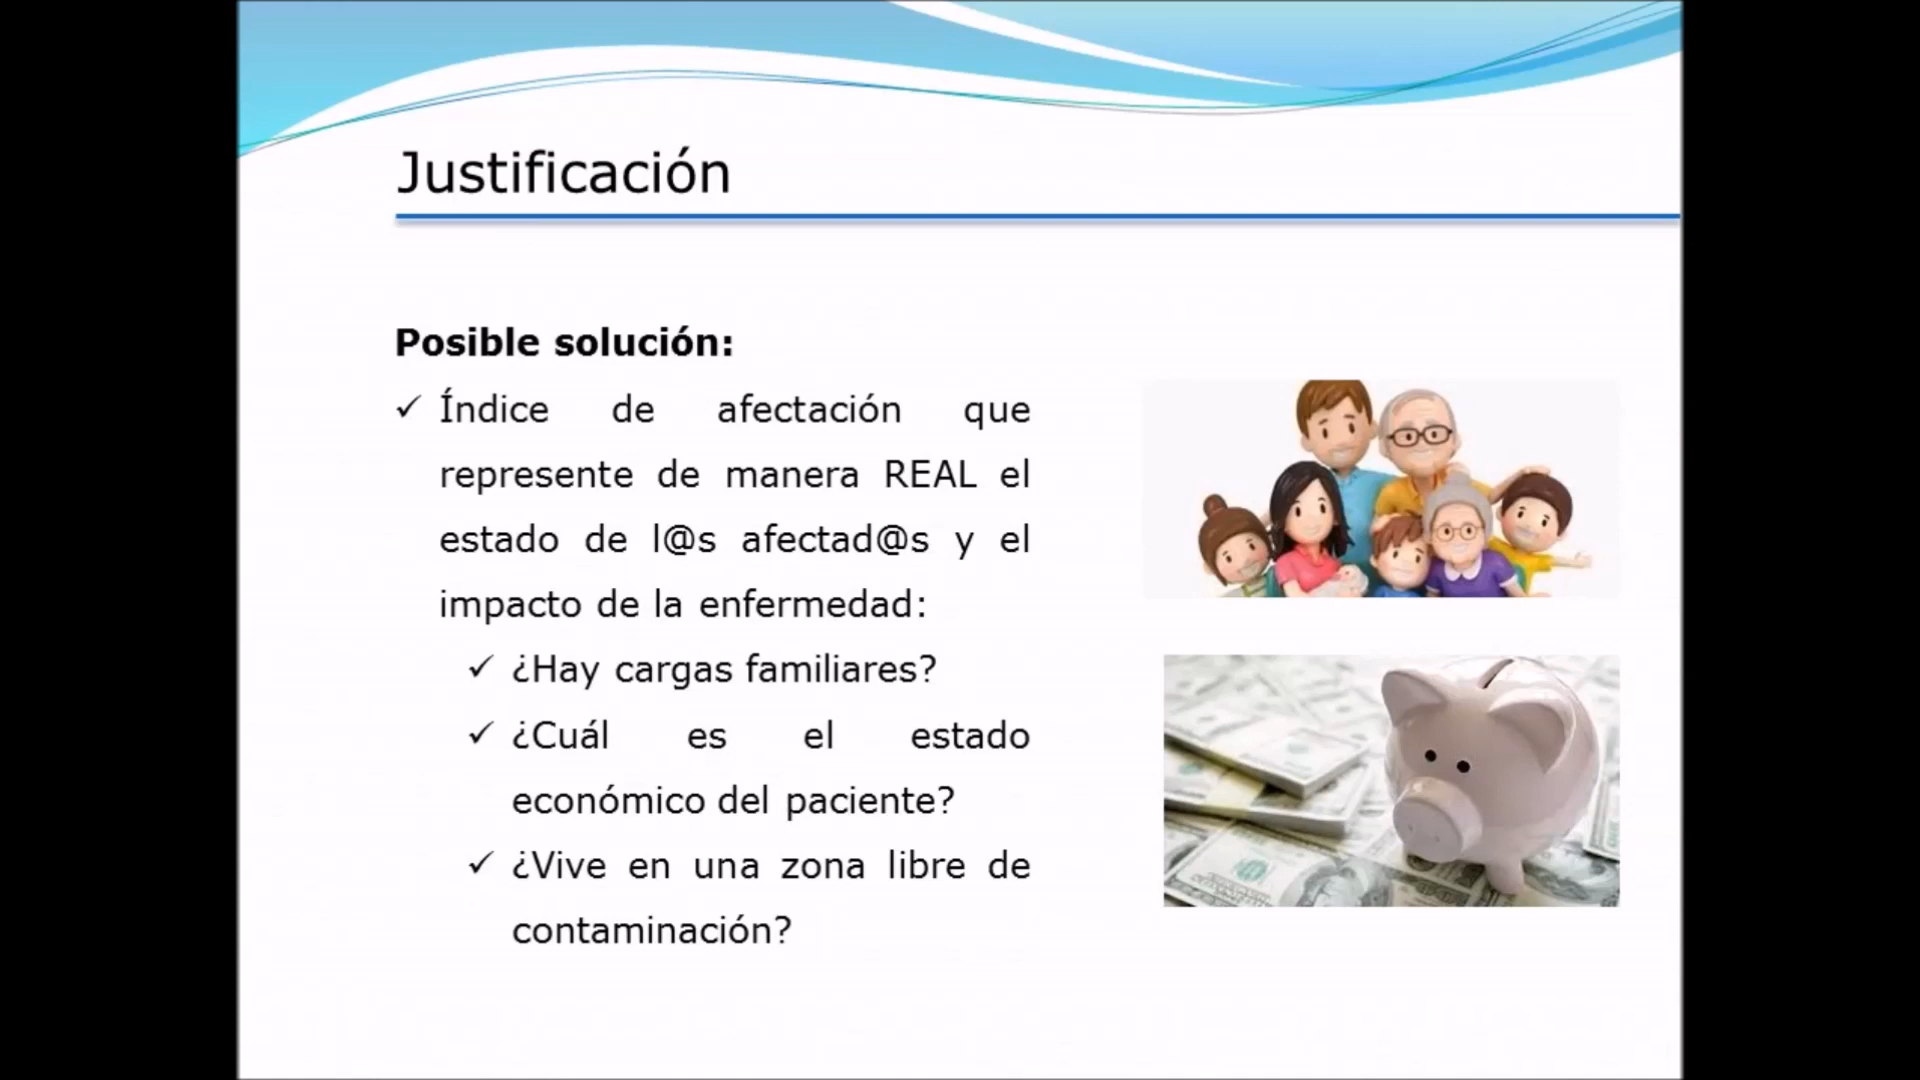 Justificación
Posible solución:
✓ Índice de afectación que
represente de manera REAL el
estado de l@s afectad@s y el
impacto de la enfermedad:
✓ ¿Hay cargas familiares?
✓ ¿Cuál es el estado
económico del paciente?
✓ ¿Vive en una zona libre de
contaminación?